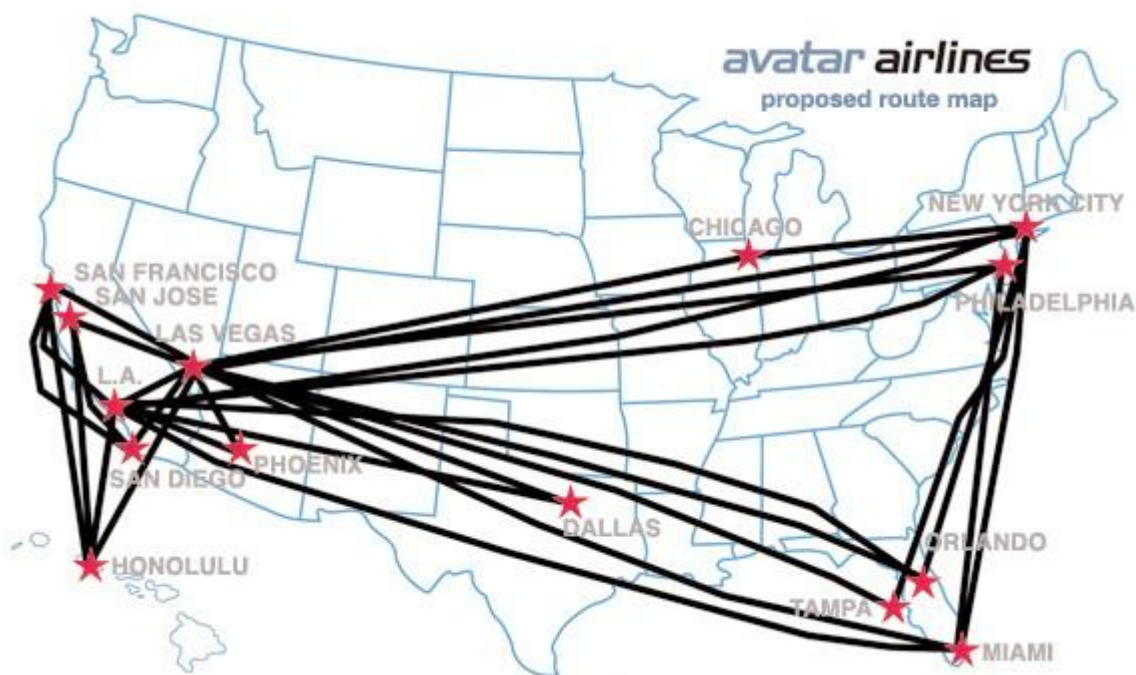 avatar airlines
proposed route map
NEW YORK CITY
CHICAGO
SAN FRANCISCO
SAN JOSE
PHILADELPHIA
LAS VEGAS
L.A.
PHOENIX
SAN DIEGO
DALLAS
ORLANDO
HONOLULU
TAMPA
MIAMI